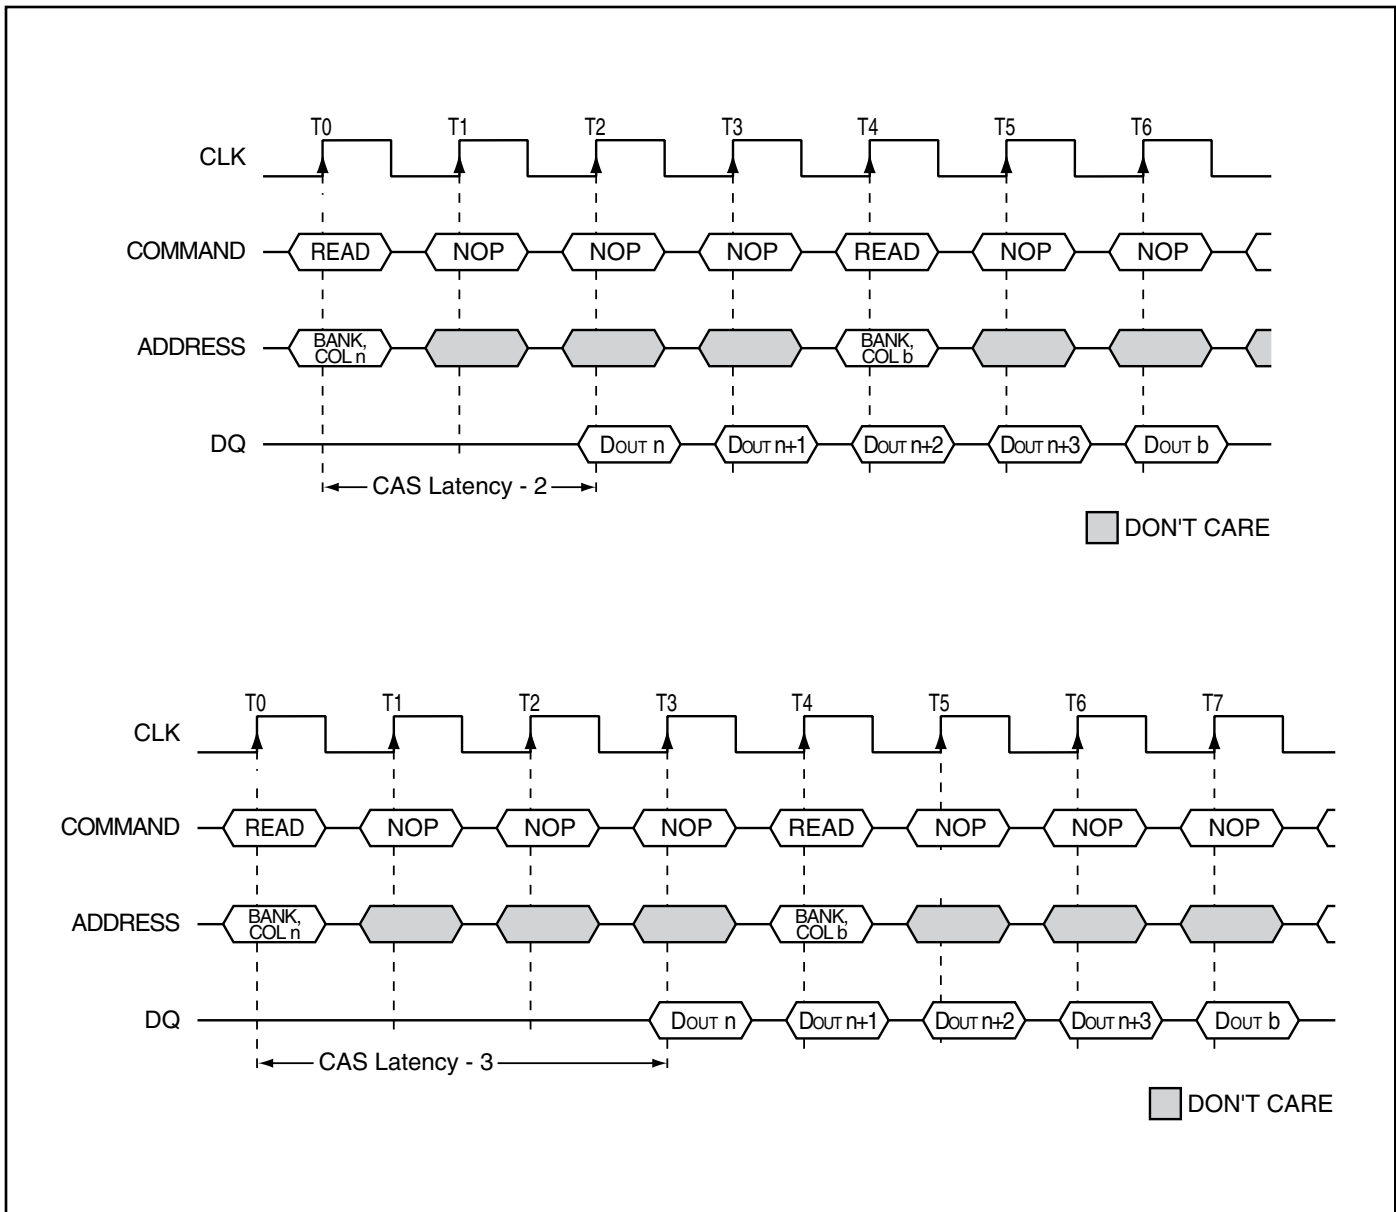 T0 T1 T2 T3 T4 T5 T6
CLK
COMMAND READ NOP NOP NOP READ NOP NOP
ADDRESS BANK, COL n BANK, COL b
DQ DOUT n DOUT n+1 DOUT n+2 DOUT n+3 DOUT b
CAS Latency - 2
DON'T CARE
T0 T1 T2 T3 T4 T5 T6 T7
CLK
COMMAND READ NOP NOP NOP READ NOP NOP NOP
ADDRESS BANK, COL n BANK, COL b
DQ DOUT n DOUT n+1 DOUT n+2 DOUT n+3 DOUT b
CAS Latency - 3
DON'T CARE